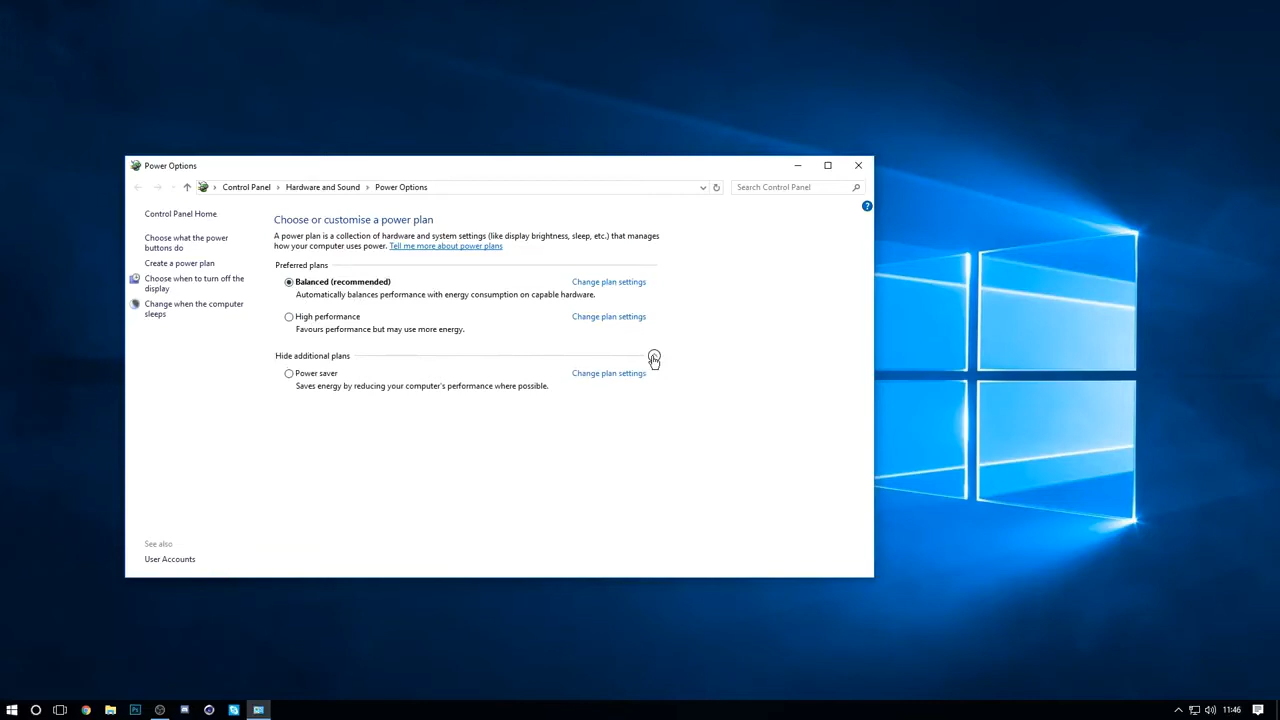 Power Options
Control Panel > Hardware and Sound > Power Options
Search Control Panel
Control Panel Home
Choose what the power
buttons do
Create a power plan
Choose when to turn off the
display
Change when the computer
sleeps
See also
User Accounts
Choose or customise a power plan
A power plan is a collection of hardware and system settings (like display brightness, sleep, etc.) that manages
how your computer uses power. Tell me more about power plans
Preferred plans
Balanced (recommended) Change plan settings
Automatically balances performance with energy consumption on capable hardware.
High performance Change plan settings
Favours performance but may use more energy.
Hide additional plans
Power saver Change plan settings
Saves energy by reducing your computer's performance where possible.
Ps
11:46